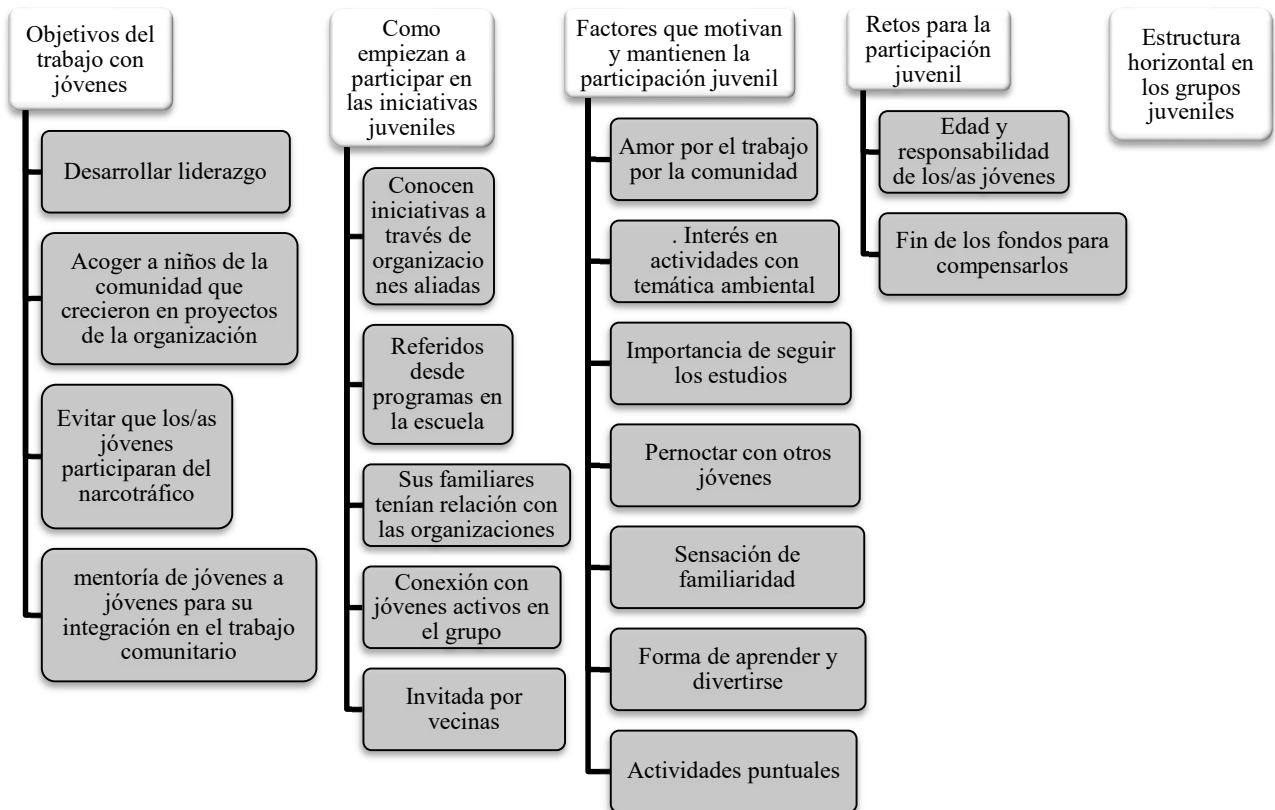 Objetivos del
trabajo con
jóvenes
Desarrollar liderazgo
Acoger a niños de la
comunidad que
crecieron en proyectos
de la organización
Evitar que los/as
jóvenes
participaran del
narcotráfico
mentoría de jóvenes a
jóvenes para su
integración en el trabajo
comunitario
Como
empiezan a
participar en
las iniciativas
juveniles
Conocen
iniciativas a
través de
organizacio
nes aliadas
Referidos
desde
programas en
la escuela
Sus familiares
tenían relación con
las organizaciones
Conexión con
jóvenes activos en
el grupo
Invitada por
vecinas
Factores que motivan
y mantienen la
participación juvenil
Amor por el trabajo
por la comunidad
. Interés en
actividades con
temática ambiental
Importancia de seguir
los estudios
Pernoctar con otros
jóvenes
Sensación de
familiaridad
Forma de aprender y
divertirse
Actividades puntuales
Retos para la
participación
juvenil
Edad y
responsabilidad
de los/as jóvenes
Fin de los fondos para
compensarlos
Estructura
horizontal en
los grupos
juveniles